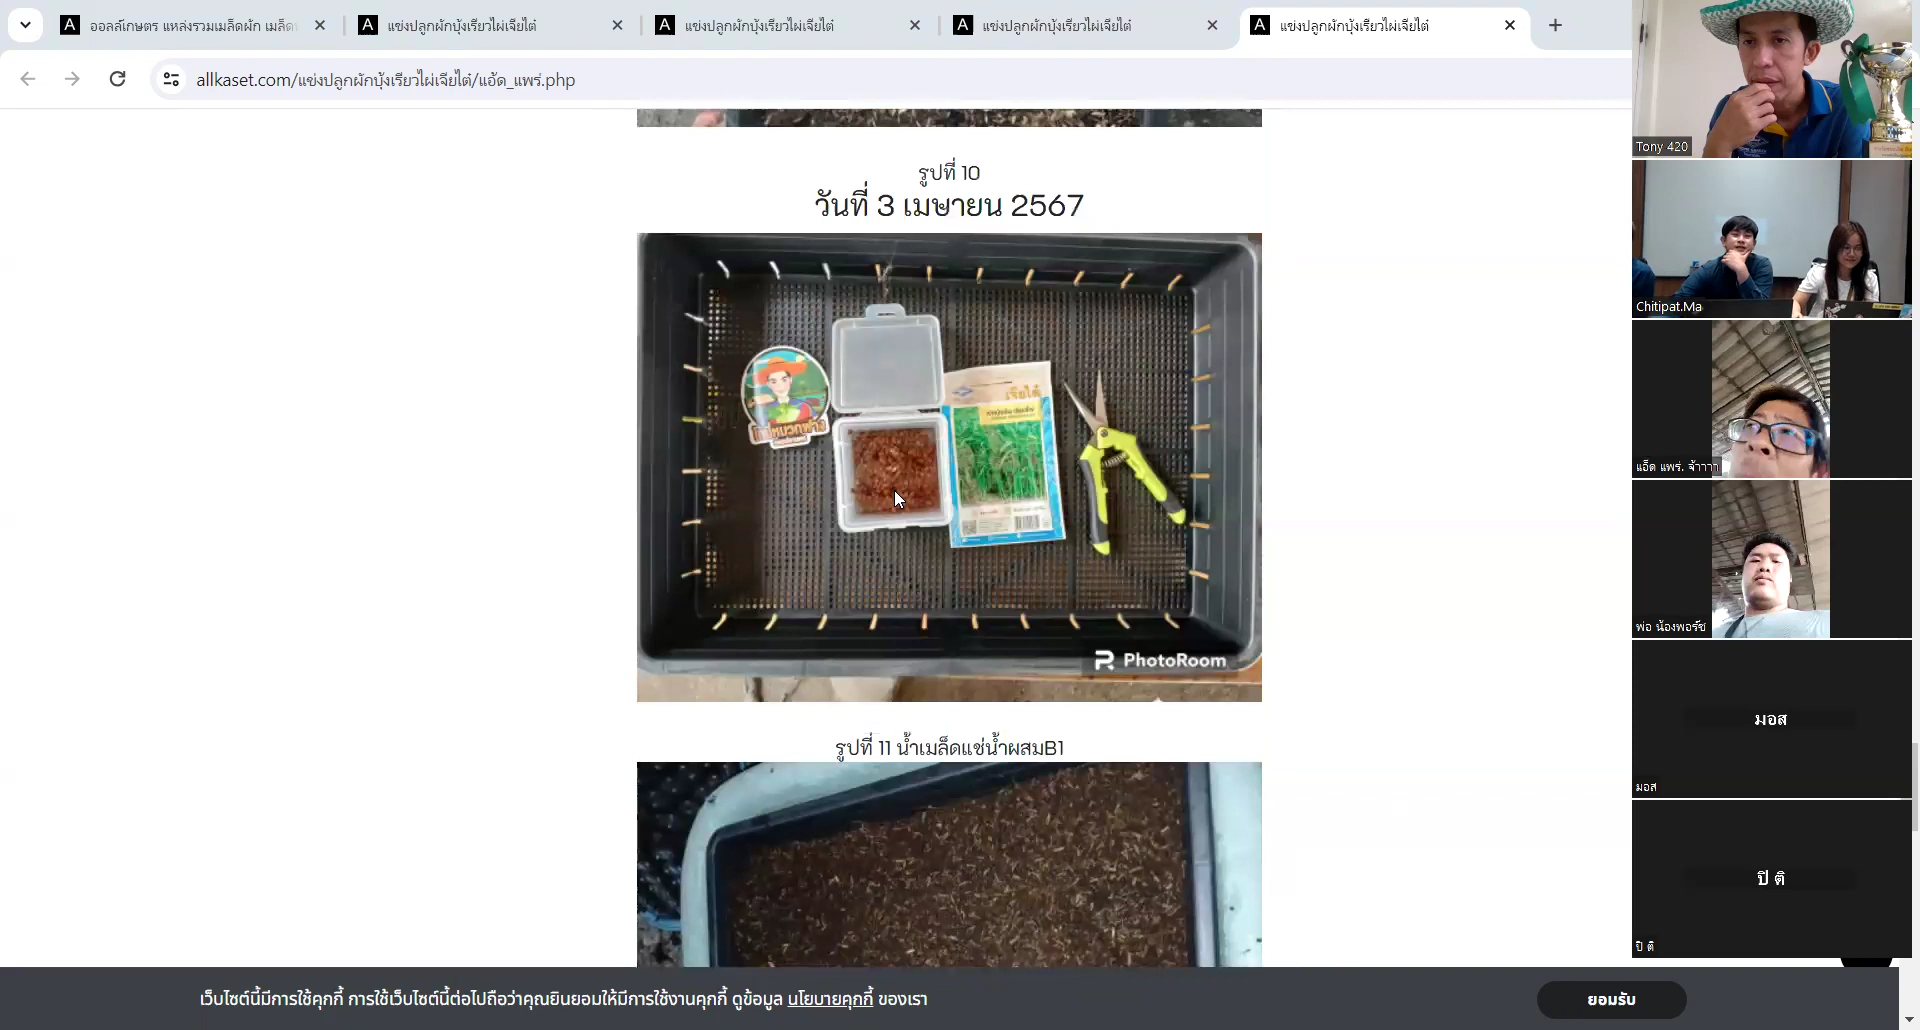 ออลล์เกษตร แหล่งรวมเมล็ดผัก
แข่งปลูกผักบุ้งเรียวไผ่เจียไต๋
แข่งปลูกผักบุ้งเรียวไผ่เจียไต๋
แข่งปลูกผักบุ้งเรียวไผ่เจียไต๋
แข่งปลูกผักบุ้งเรียวไผ่เจียไต๋
allkaset.com/แข่งปลูกผักบุ้งเรียวไผ่เจียไต๋/แอ้ด_แพร่.php
รูปที่ 10
วันที่ 3 เมษายน 2567
เจียไต๋
PhotoRoom
รูปที่ 11 น้ำเมล็ดแช่น้ำผสมB1
เว็บไซต์นี้มีการใช้คุกกี้ การใช้เว็บไซต์นี้ต่อไปถือว่าคุณยินยอมให้มีการใช้งานคุกกี้ ดูข้อมูล นโยบายคุกกี้ ของเรา
ยอมรับ
Tony 420
Chitipat.Ma
แอ็ด แพร่. จ้าาาา
พ่อ น้องพอร์ช
มอส
มอส
ปิ ติ
ปิ ติ